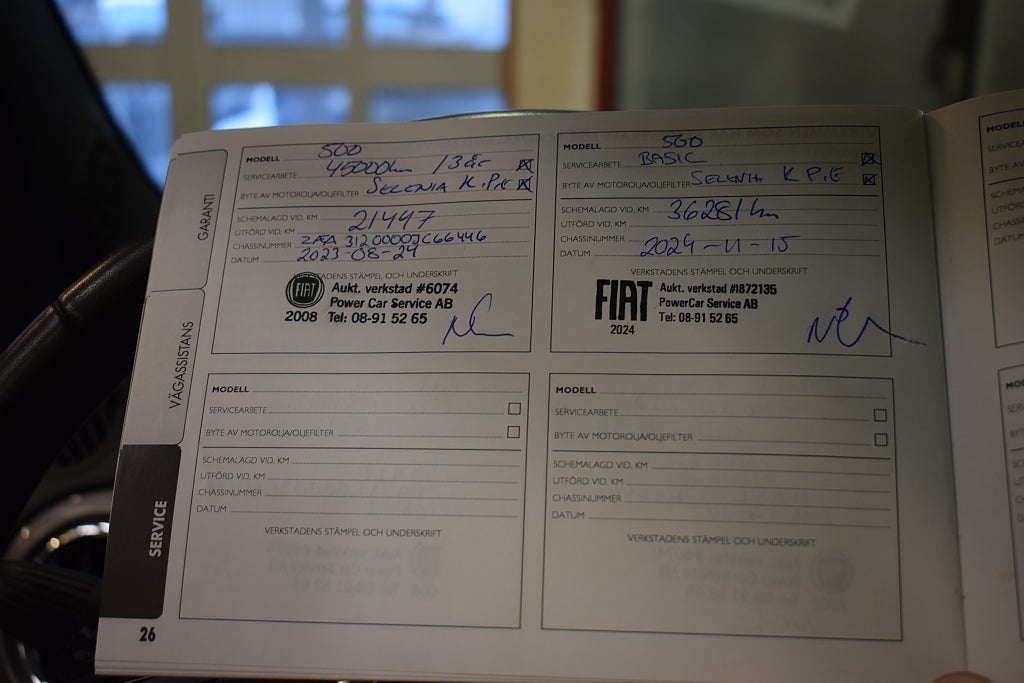 GARANTI
VÄGASSISTANS
SERVICE
26
MODELL 500
SERVICEARBETE 45000km /3 år
BYTE AV MOTOROLJA/OLJEFILTER SELENIA K.P.E
SCHEMALAGD VID, KM
UTFÖRD VID, KM 21447
CHASSINUMMER ZFA3120000JC66446
DATUM 2023-08-24
VERKSTADENS STÄMPEL OCH UNDERSKRIFT
FIAT
2008
Aukt. verkstad #6074
Power Car Service AB
Tel: 08-91 52 65
MODELL 500
SERVICEARBETE BASIC
BYTE AV MOTOROLJA/OLJEFILTER SELENIA K P.E
SCHEMALAGD VID, KM
UTFÖRD VID, KM 36281 km
CHASSINUMMER
DATUM 2024-11-15
VERKSTADENS STÄMPEL OCH UNDERSKRIFT
FIAT
2024
Aukt. verkstad #1872135
PowerCar Service AB
Tel: 08-91 52 65
MODELL
SERVICEARBETE
BYTE AV MOTOROLJA/OLJEFILTER
SCHEMALAGD VID, KM
UTFÖRD VID, KM
CHASSINUMMER
DATUM
VERKSTADENS STÄMPEL OCH UNDERSKRIFT
MODELL
SERVICEARBETE
BYTE AV MOTOROLJA/OLJEFILTER
SCHEMALAGD VID, KM
UTFÖRD VID, KM
CHASSINUMMER
DATUM
VERKSTADENS STÄMPEL OCH UNDERSKRIFT